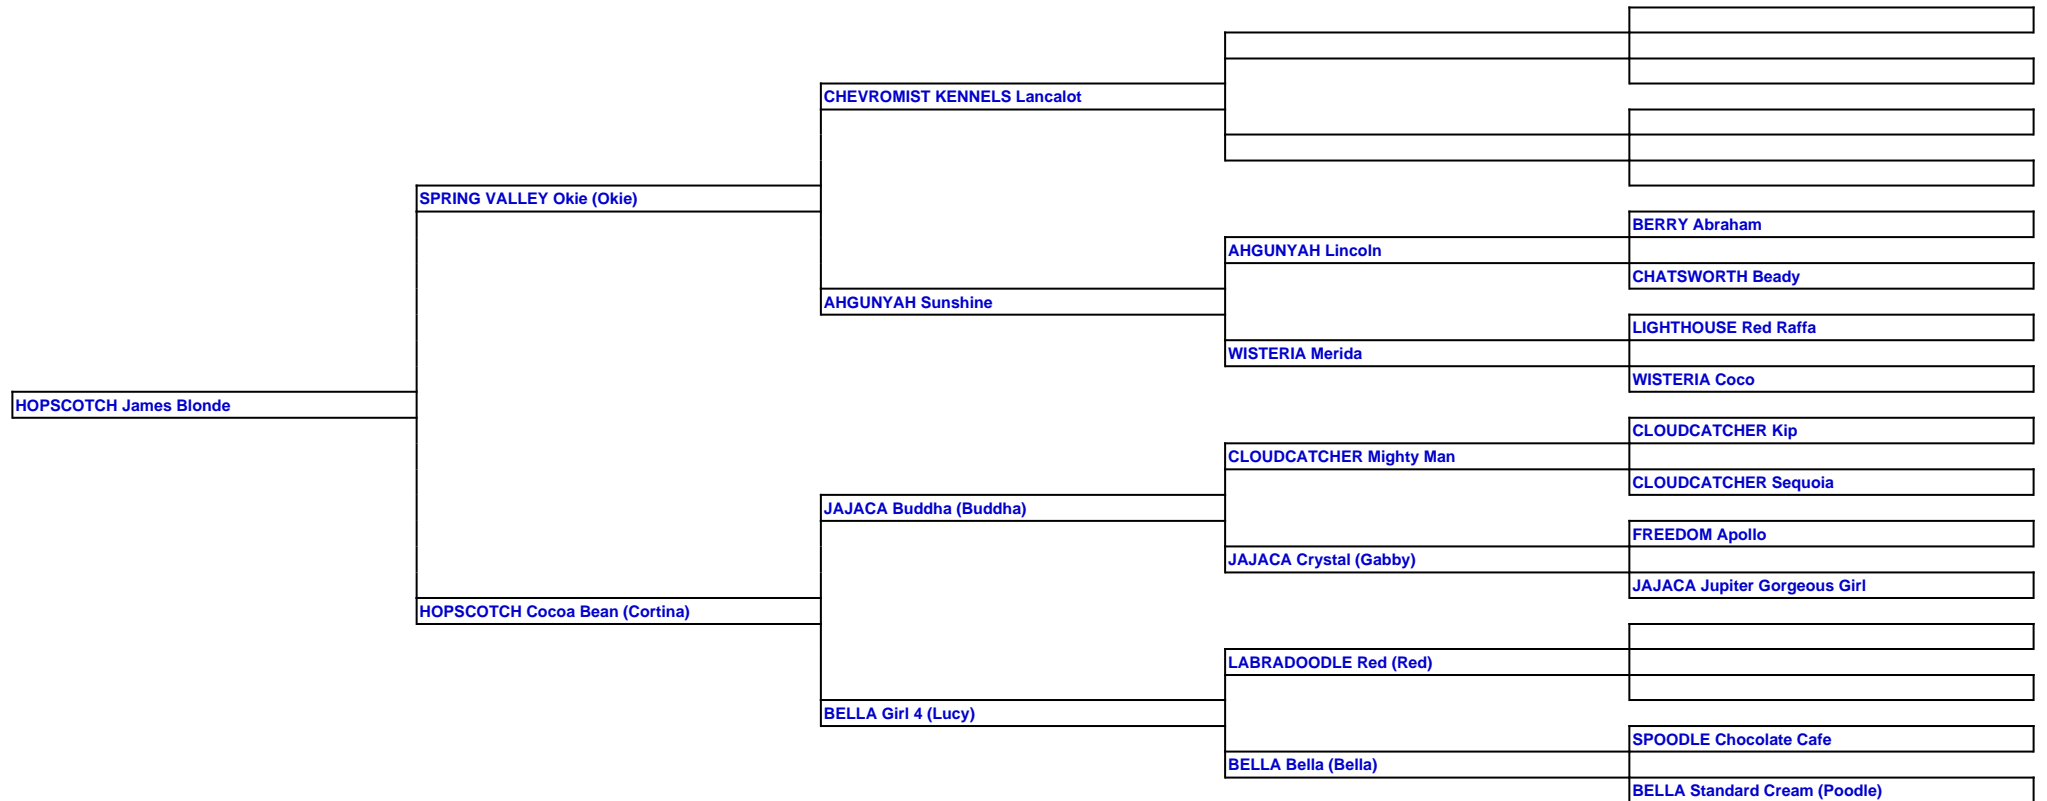 CHEVROMIST KENNELS Lancalot
SPRING VALLEY Okie (Okie)
BERRY Abraham
AHGUNYAH Lincoln
CHATSWORTH Beady
AHGUNYAH Sunshine
LIGHTHOUSE Red Raffa
WISTERIA Merida
WISTERIA Coco
HOPSCOTCH James Blonde
CLOUDCATCHER Kip
CLOUDCATCHER Mighty Man
CLOUDCATCHER Sequoia
JAJACA Buddha (Buddha)
FREEDOM Apollo
JAJACA Crystal (Gabby)
JAJACA Jupiter Gorgeous Girl
HOPSCOTCH Cocoa Bean (Cortina)
LABRADOODLE Red (Red)
BELLA Girl 4 (Lucy)
SPOODLE Chocolate Cafe
BELLA Bella (Bella)
BELLA Standard Cream (Poodle)